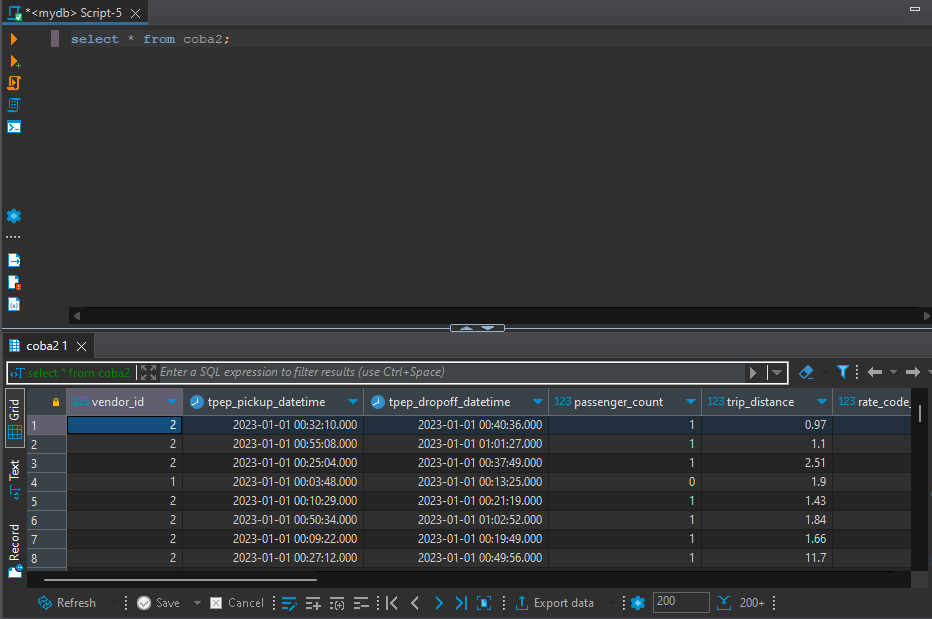 *<mydb> Script-5
select * from coba2;
coba2 1
select * from coba2 Enter a SQL expression to filter results (use Ctrl+Space)
Grid
Text
Record
123 vendor_id tpep_pickup_datetime tpep_dropoff_datetime 123 passenger_count 123 trip_distance 123 rate_code_
1 2 2023-01-01 00:32:10.000 2023-01-01 00:40:36.000 1 0.97
2 2 2023-01-01 00:55:08.000 2023-01-01 01:01:27.000 1 1.1
3 2 2023-01-01 00:25:04.000 2023-01-01 00:37:49.000 1 2.51
4 1 2023-01-01 00:03:48.000 2023-01-01 00:13:25.000 0 1.9
5 2 2023-01-01 00:10:29.000 2023-01-01 00:21:19.000 1 1.43
6 2 2023-01-01 00:50:34.000 2023-01-01 01:02:52.000 1 1.84
7 2 2023-01-01 00:09:22.000 2023-01-01 00:19:49.000 1 1.66
8 2 2023-01-01 00:27:12.000 2023-01-01 00:49:56.000 1 11.7
Refresh Save Cancel Export data 200 200+